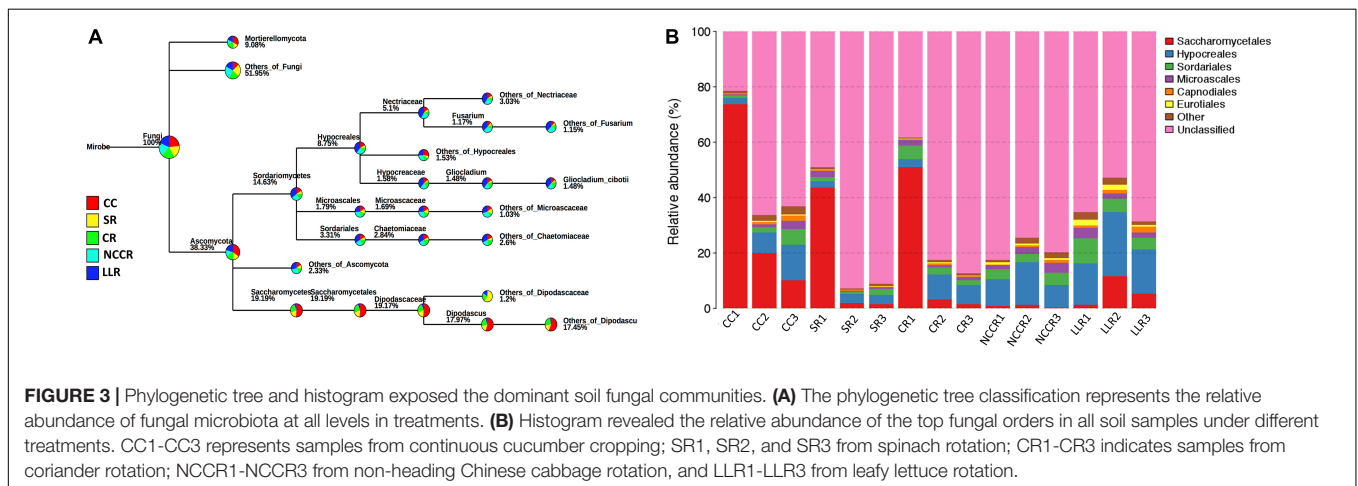 A
Mirobe
Fungi
100%
Mortierellomycota
9.08%
Others_of_Fungi
51.95%
Ascomycota
38.33%
Sordariomycetes
14.63%
Others_of_Ascomycota
2.33%
Saccharomycetes
19.19%
Saccharomycetales
19.19%
Hypocreales
8.75%
Microascales
1.79%
Sordariales
3.31%
Dipodascaceae
19.17%
Nectriaceae
5.1%
Others_of_Hypocreales
1.53%
Hypocreaceae
1.58%
Microascaceae
1.69%
Chaetomiaceae
2.84%
Others_of_Nectriaceae
3.03%
Fusarium
1.17%
Others_of_Fusarium
1.15%
Gliocladium
1.48%
Gliocladium_cibotii
1.48%
Others_of_Microascaceae
1.03%
Others_of_Chaetomiaceae
2.6%
Others_of_Dipodascaceae
1.2%
Dipodascus
17.97%
Others_of_Dipodascu
17.45%
CC
SR
CR
NCCR
LLR
B
Relative abundance (%)
100
80
60
40
20
0
CC1 CC2 CC3 SR1 SR2 SR3 CR1 CR2 CR3 NCCR1 NCCR2 NCCR3 LLR1 LLR2 LLR3
Saccharomycetales
Hypocreales
Sordariales
Microascales
Capnodiales
Eurotiales
Other
Unclassified
FIGURE 3 | Phylogenetic tree and histogram exposed the dominant soil fungal communities. (A) The phylogenetic tree classification represents the relative
abundance of fungal microbiota at all levels in treatments. (B) Histogram revealed the relative abundance of the top fungal orders in all soil samples under different
treatments. CC1-CC3 represents samples from continuous cucumber cropping; SR1, SR2, and SR3 from spinach rotation; CR1-CR3 indicates samples from
coriander rotation; NCCR1-NCCR3 from non-heading Chinese cabbage rotation, and LLR1-LLR3 from leafy lettuce rotation.